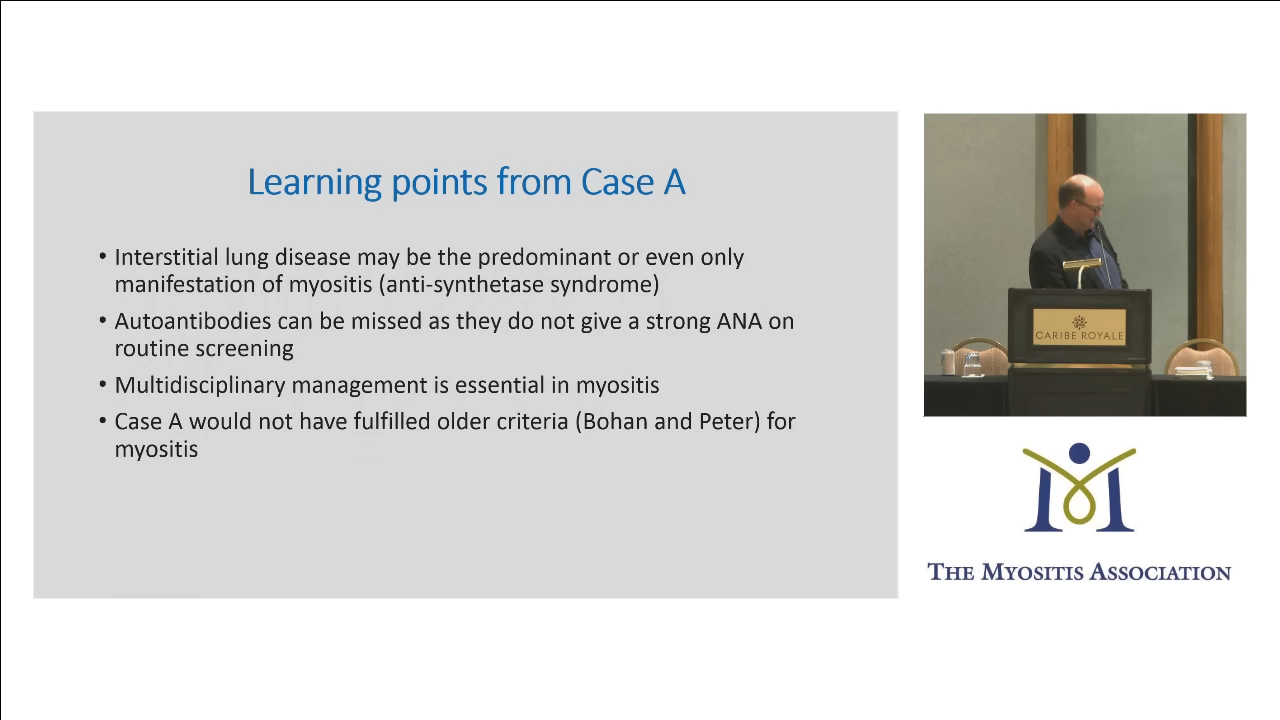 Learning points from Case A
• Interstitial lung disease may be the predominant or even only
manifestation of myositis (anti-synthetase syndrome)
• Autoantibodies can be missed as they do not give a strong ANA on
routine screening
• Multidisciplinary management is essential in myositis
• Case A would not have fulfilled older criteria (Bohan and Peter) for
myositis
CARIBE ROYALE
THE MYOSITIS ASSOCIATION